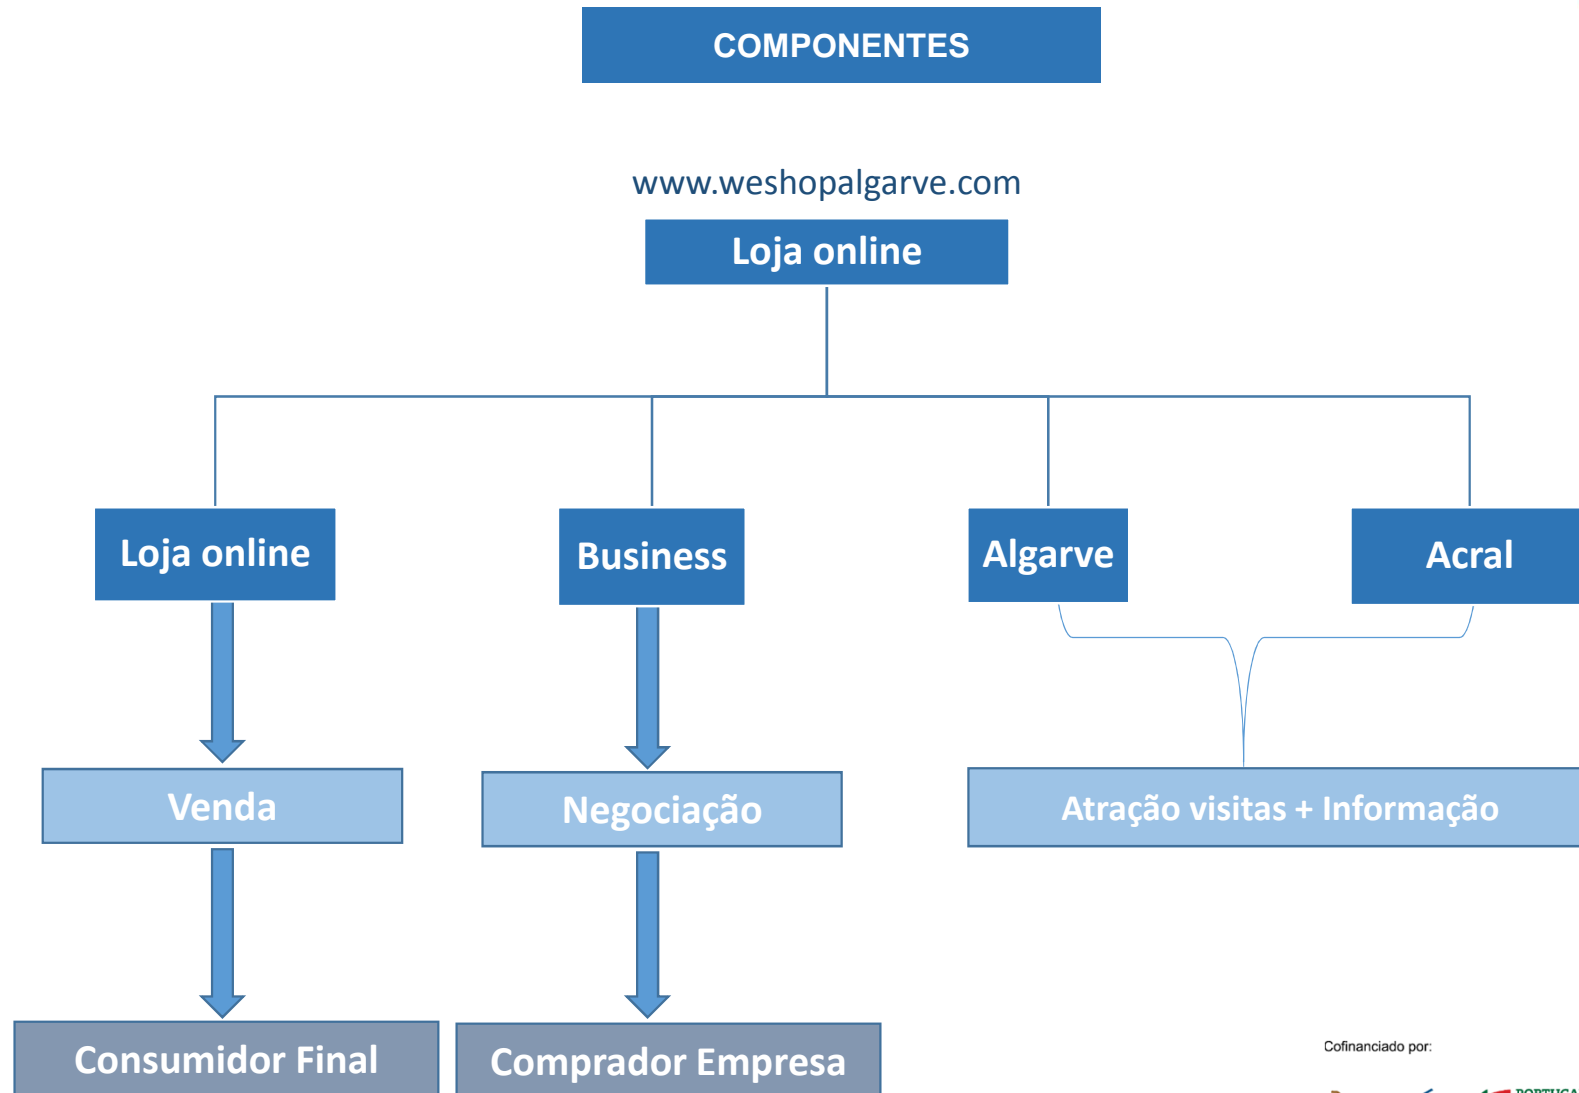 COMPONENTES
www.weshopalgarve.com
Loja online
Loja online
Business
Algarve
Acral
Venda
Negociação
Atração visitas + Informação
Consumidor Final
Comprador Empresa
Cofinanciado por: